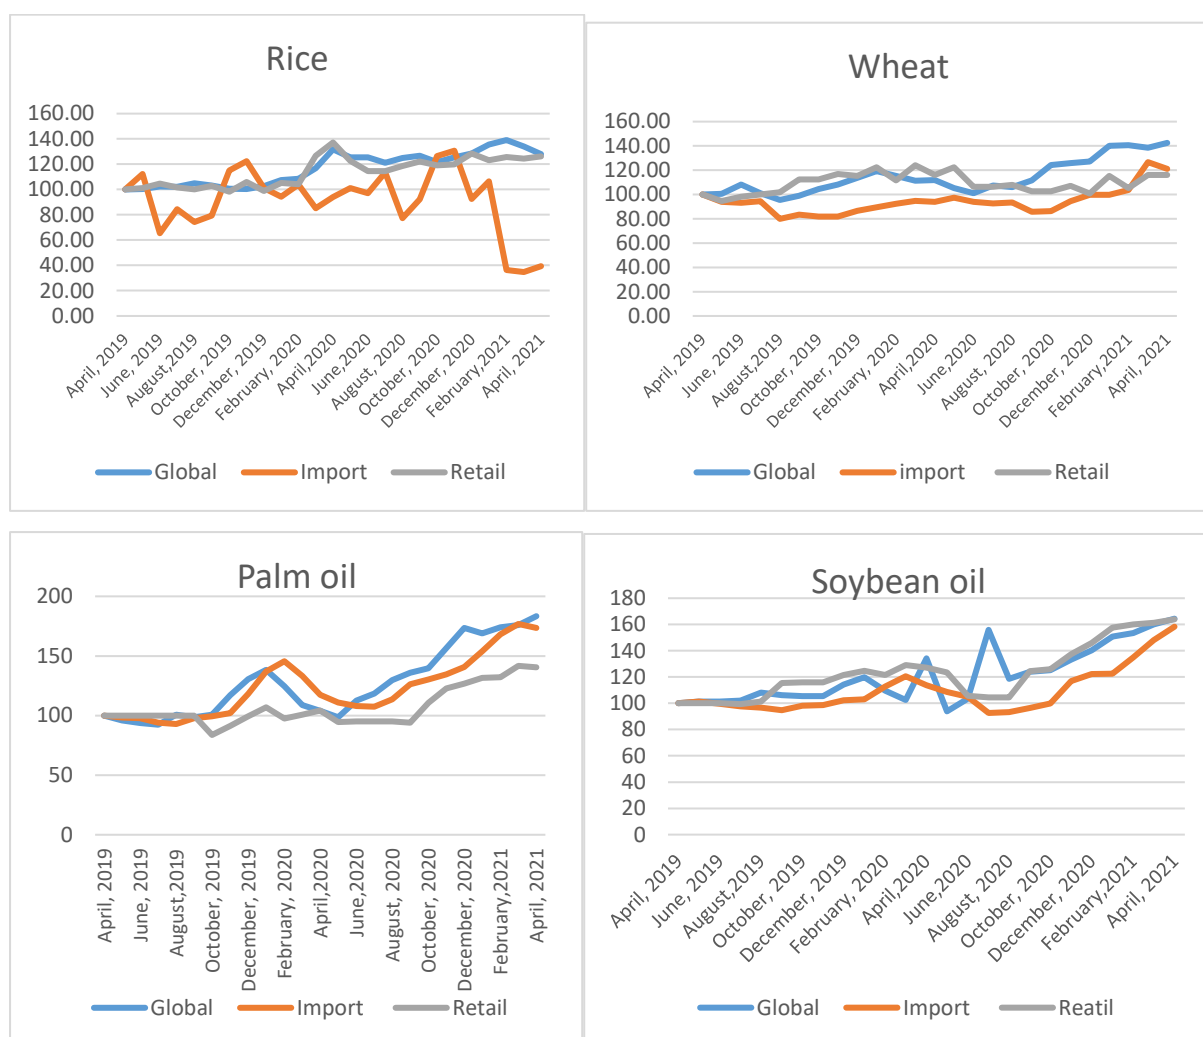 Rice
160.00
140.00
120.00
100.00
80.00
60.00
40.00
20.00
0.00
April, 2019
June, 2019
August,2019
October, 2019
December, 2019
February, 2020
April,2020
June,2020
August, 2020
October, 2020
December, 2020
February,2021
April, 2021
Global Import Retail
Wheat
160.00
140.00
120.00
100.00
80.00
60.00
40.00
20.00
0.00
April, 2019
June, 2019
August,2019
October, 2019
December, 2019
February, 2020
April,2020
June,2020
August, 2020
October, 2020
December, 2020
February,2021
April, 2021
Global import Retail
Palm oil
200
150
100
50
0
April, 2019
June, 2019
August,2019
October, 2019
December, 2019
February, 2020
April,2020
June,2020
August, 2020
October, 2020
December, 2020
February,2021
April, 2021
Global Import Retail
Soybean oil
180
160
140
120
100
80
60
40
20
0
April, 2019
June, 2019
August,2019
October, 2019
December, 2019
February, 2020
April,2020
June,2020
August, 2020
October, 2020
December, 2020
February,2021
April, 2021
Global Import Reatil